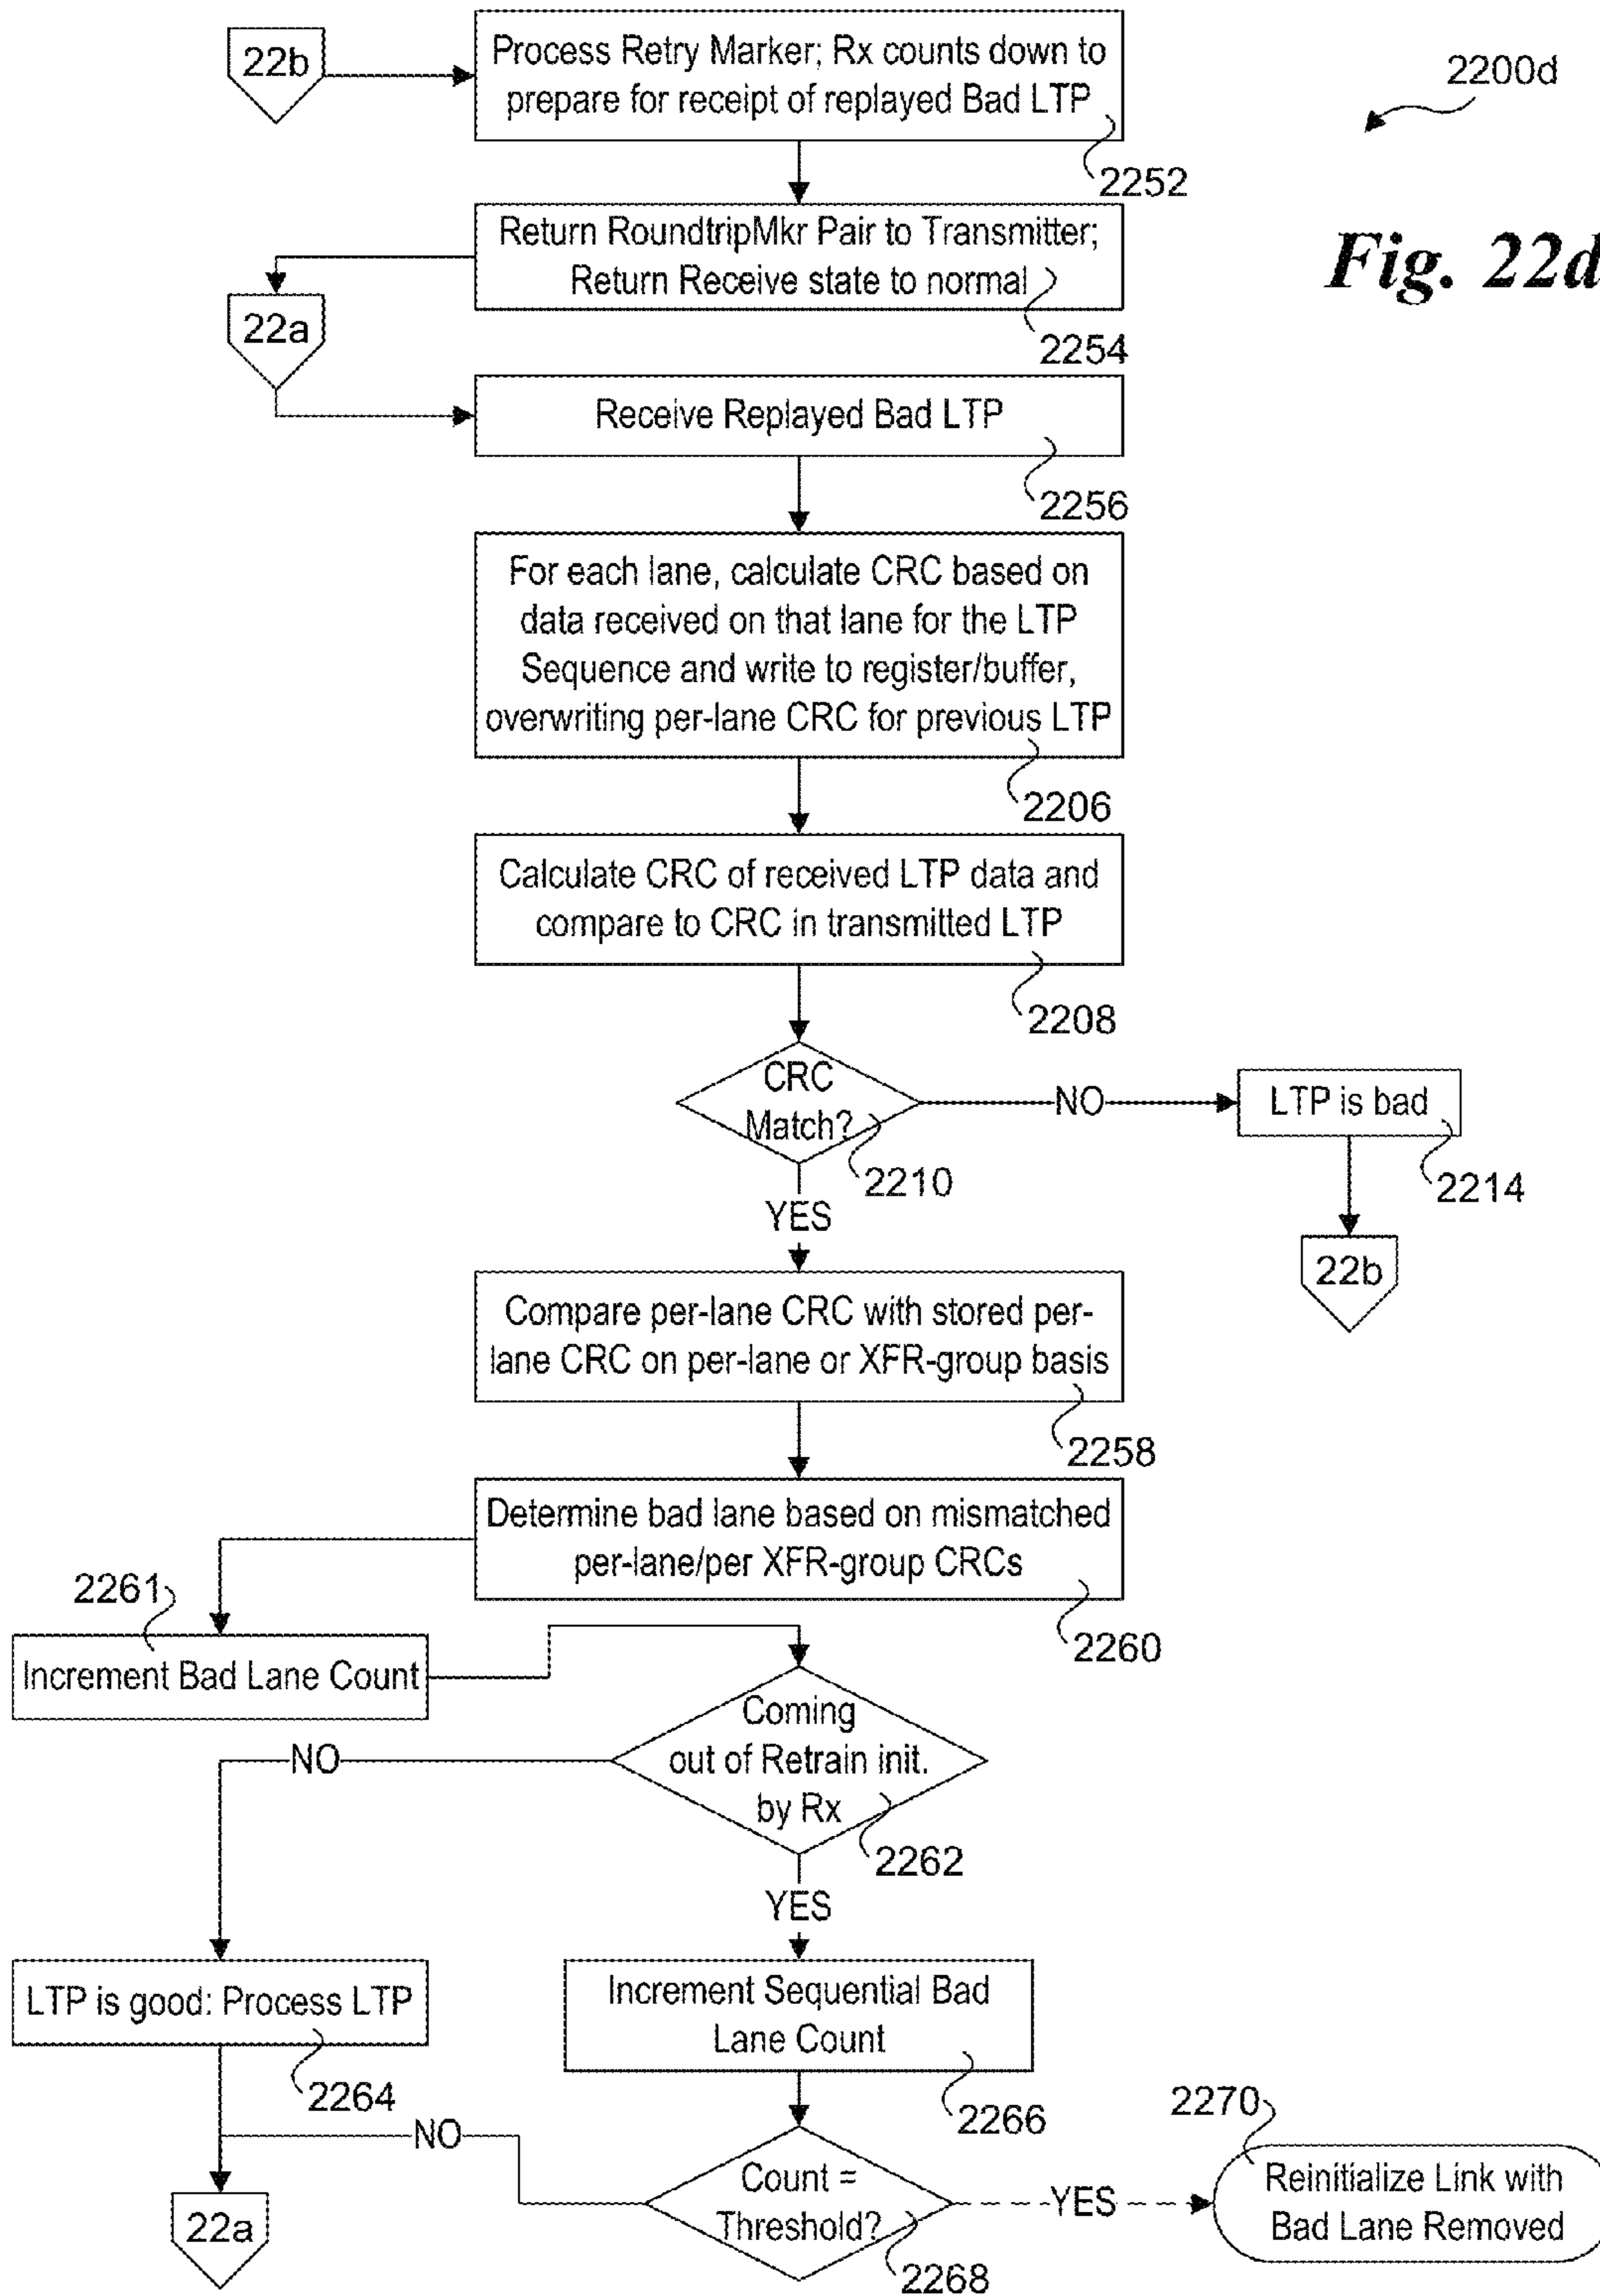 22b
Process Retry Marker; Rx counts down to
prepare for receipt of replayed Bad LTP
2252
2200d
Fig. 22d
Return RoundtripMkr Pair to Transmitter;
Return Receive state to normal
2254
22a
Receive Replayed Bad LTP
2256
For each lane, calculate CRC based on
data received on that lane for the LTP
Sequence and write to register/buffer,
overwriting per-lane CRC for previous LTP
2206
Calculate CRC of received LTP data and
compare to CRC in transmitted LTP
2208
CRC
Match?
2210
NO
LTP is bad
2214
22b
YES
Compare per-lane CRC with stored per-
lane CRC on per-lane or XFR-group basis
2258
Determine bad lane based on mismatched
per-lane/per XFR-group CRCs
2260
2261
Increment Bad Lane Count
Coming
out of Retrain init.
by Rx
2262
NO
YES
LTP is good: Process LTP
2264
Increment Sequential Bad
Lane Count
2266
NO
22a
Count =
Threshold?
2268
YES
2270
Reinitialize Link with
Bad Lane Removed